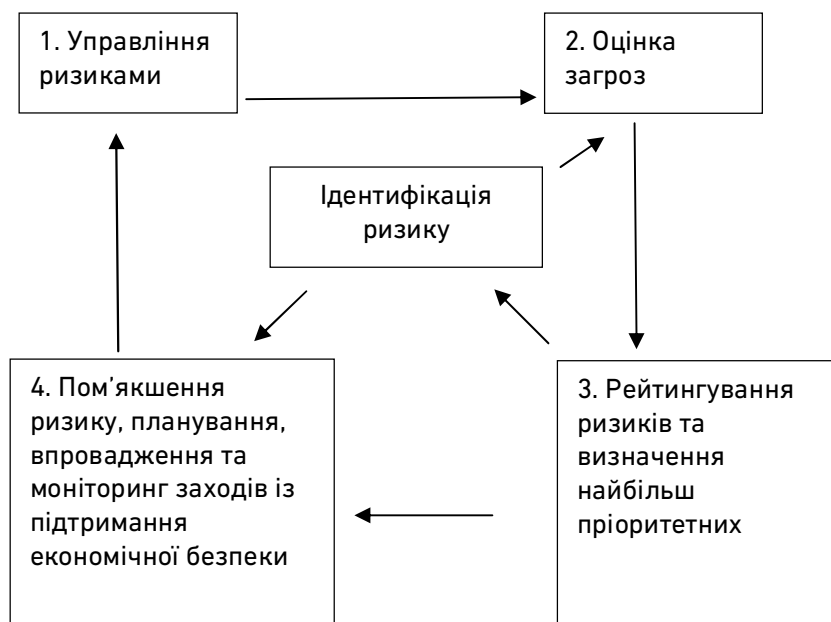 1. Управління
ризиками
2. Оцінка
загроз
Ідентифікація
ризику
4. Пом’якшення
ризику, планування,
впровадження та
моніторинг заходів із
підтримання
економічної безпеки
3. Рейтингування
ризиків та
визначення
найбільш
пріоритетних